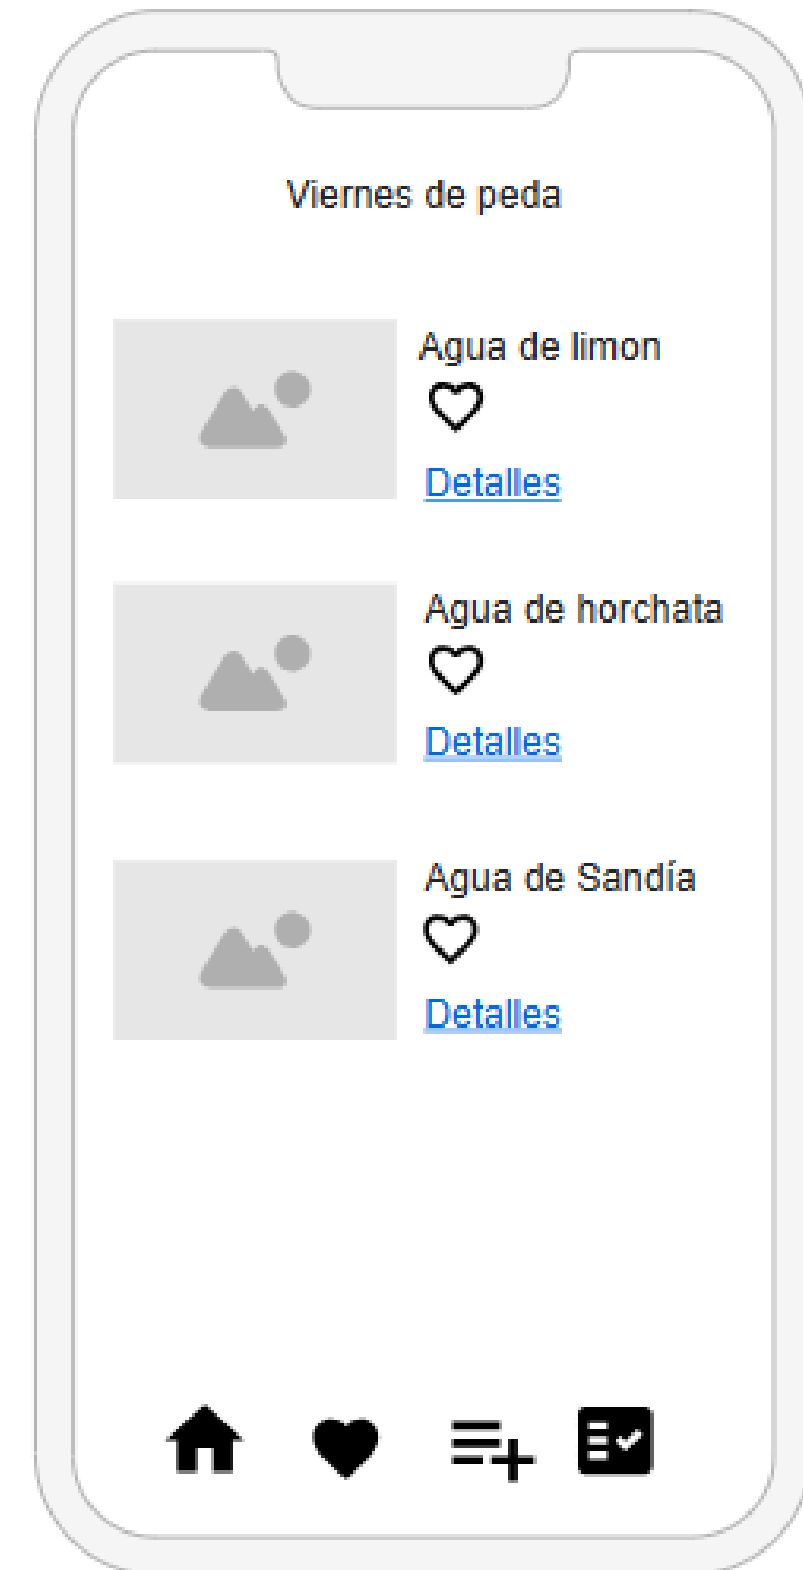 Viernes de peda
Agua de limon
Detalles
Agua de horchata
Detalles
Agua de Sandía
Detalles